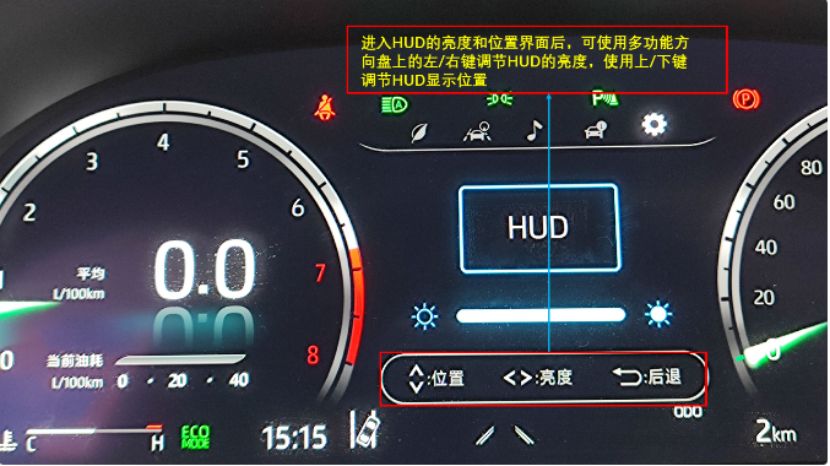 进入HUD的亮度和位置界面后，可使用多功能方
向盘上的左/右键调节HUD的亮度，使用上/下键
调节HUD显示位置
A
P
P
2
3
4
5
6
7
8
0.0
平均
L/100km
当前油耗
L/100km
0 · 20 · 40
0
C H
ECO
MODE
15:15
HUD
:位置
:亮度
:后退
80
60
40
20
0
ODO
2km